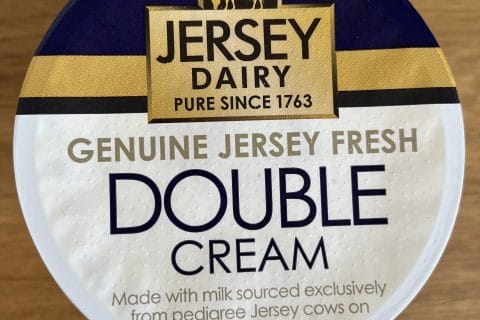 JERSEY
DAIRY
PURE SINCE 1763
GENUINE JERSEY FRESH
DOUBLE
CREAM
Made with milk sourced exclusively
from pedigree Jersey cows on